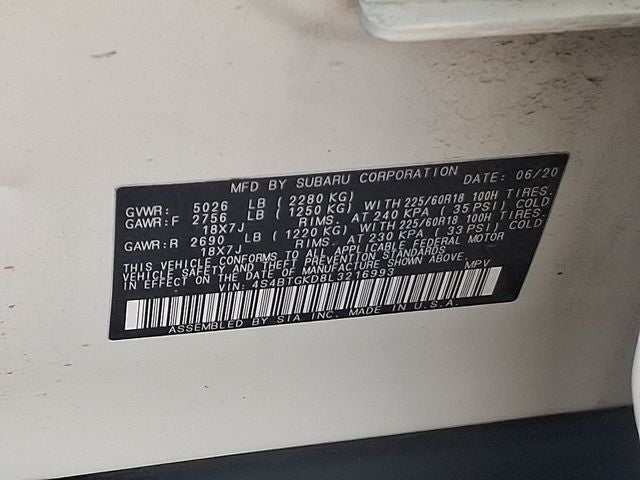 MFD BY SUBARU CORPORATION DATE: 06/20
GVWR: 5026 LB ( 2280 KG)
GAWR:F 2756 LB ( 1250 KG) WITH 225/60R18 100H TIRES.
18X7J RIMS. AT 240 KPA ( 35 PSI) COLD
GAWR:R 2690 LB ( 1220 KG) WITH 225/60R18 100H TIRES.
18X7J RIMS. AT 230 KPA ( 33 PSI) COLD
THIS VEHICLE CONFORMS TO ALL APPLICABLE FEDERAL MOTOR
VEHICLE SAFETY AND THEFT PREVENTION STANDARDS
IN EFFECT ON THE DATE OF MANUFACTURE SHOWN ABOVE.
VIN: 4S4BTGKD8L3216993 MPV
ASSEMBLED BY SIA INC. MADE IN U.S.A.